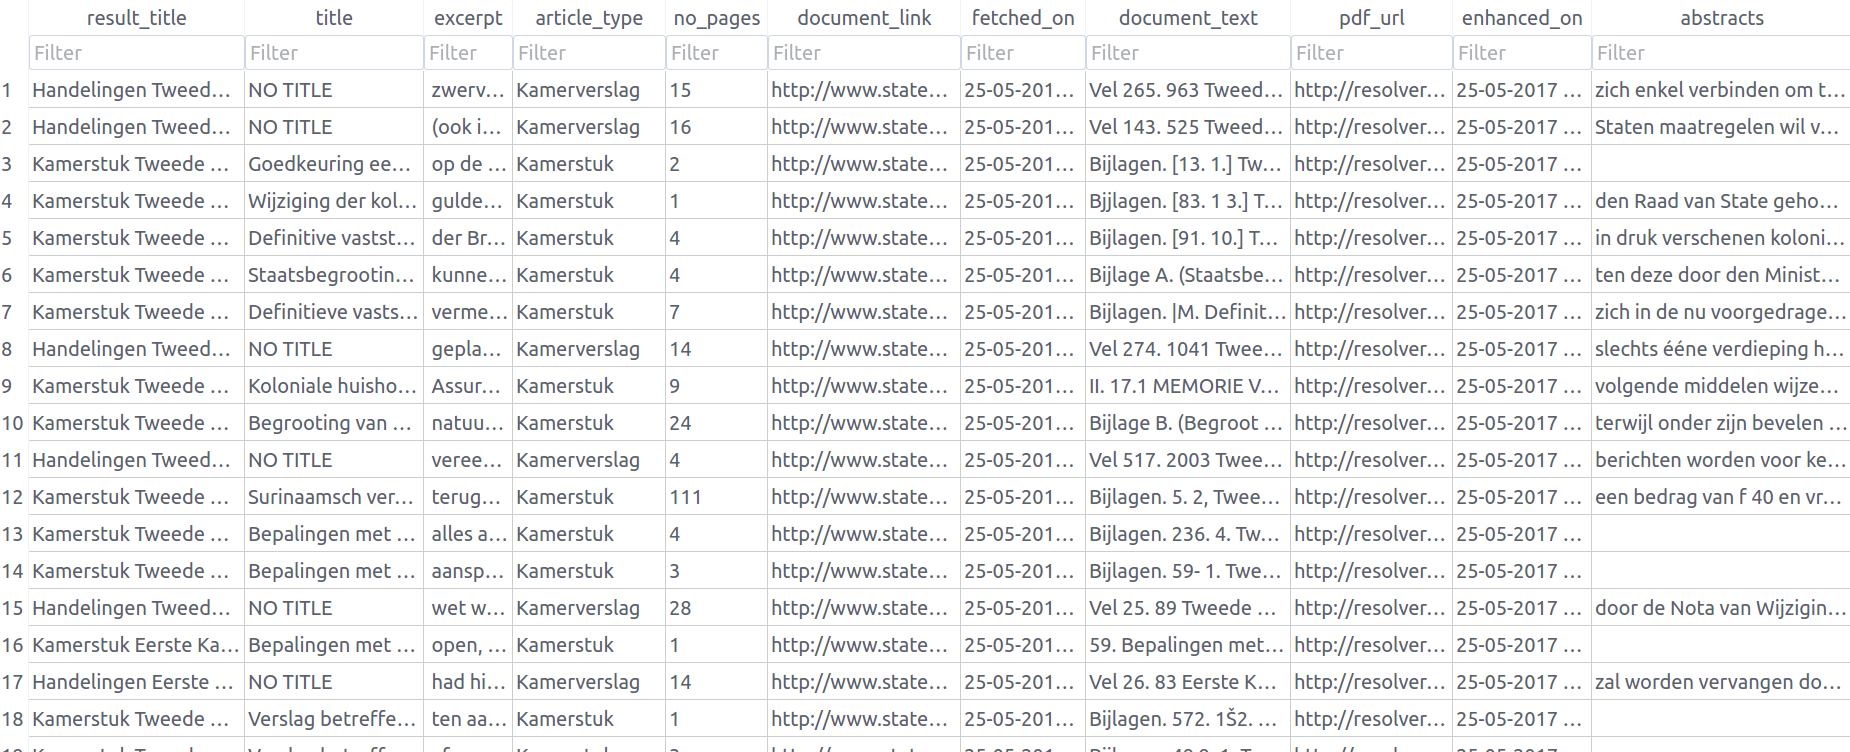 result_title title excerpt article_type no_pages document_link fetched_on document_text pdf_url enhanced_on abstracts
Filter Filter Filter Filter Filter Filter Filter Filter Filter Filter Filter
1 Handelingen Tweed... NO TITLE zwerv... Kamerverslag 15 http://www.state... 25-05-201... Vel 265. 963 Tweed... http://resolver... 25-05-2017 ... zich enkel verbinden om t...
2 Handelingen Tweed... NO TITLE (ook i... Kamerverslag 16 http://www.state... 25-05-201... Vel 143. 525 Tweed... http://resolver... 25-05-2017 ... Staten maatregelen wil v...
3 Kamerstuk Tweede ... Goedkeuring ee... op de ... Kamerstuk 2 http://www.state... 25-05-201... Bijlagen. [13. 1.] Tw... http://resolver... 25-05-2017 ...
4 Kamerstuk Tweede ... Wijziging der kol... gulde... Kamerstuk 1 http://www.state... 25-05-201... Bjjlagen. [83. 1 3.] T... http://resolver... 25-05-2017 ... den Raad van State geho...
5 Kamerstuk Tweede ... Definitive vastst... der Br... Kamerstuk 4 http://www.state... 25-05-201... Bijlagen. [91. 10.] T... http://resolver... 25-05-2017 ... in druk verschenen koloni...
6 Kamerstuk Tweede ... Staatsbegrootin... kunne... Kamerstuk 4 http://www.state... 25-05-201... Bijlage A. (Staatsbe... http://resolver... 25-05-2017 ... ten deze door den Minist...
7 Kamerstuk Tweede ... Definitieve vasts... verme... Kamerstuk 7 http://www.state... 25-05-201... Bijlagen. |M. Definit... http://resolver... 25-05-2017 ... zich in de nu voorgedrage...
8 Handelingen Tweed... NO TITLE gepla... Kamerverslag 14 http://www.state... 25-05-201... Vel 274. 1041 Twee... http://resolver... 25-05-2017 ... slechts ééne verdieping h...
9 Kamerstuk Tweede ... Koloniale huisho... Assur... Kamerstuk 9 http://www.state... 25-05-201... II. 17.1 MEMORIE V... http://resolver... 25-05-2017 ... volgende middelen wijze...
10 Kamerstuk Tweede ... Begrooting van ... natuu... Kamerstuk 24 http://www.state... 25-05-201... Bijlage B. (Begroot ... http://resolver... 25-05-2017 ... terwijl onder zijn bevelen ...
11 Handelingen Tweed... NO TITLE veree... Kamerverslag 4 http://www.state... 25-05-201... Vel 517. 2003 Twee... http://resolver... 25-05-2017 ... berichten worden voor ke...
12 Kamerstuk Tweede ... Surinaamsch ver... terug... Kamerstuk 111 http://www.state... 25-05-201... Bijlagen. 5. 2, Twee... http://resolver... 25-05-2017 ... een bedrag van f 40 en vr...
13 Kamerstuk Tweede ... Bepalingen met ... alles a... Kamerstuk 4 http://www.state... 25-05-201... Bijlagen. 236. 4. Tw... http://resolver... 25-05-2017 ...
14 Kamerstuk Tweede ... Bepalingen met ... aansp... Kamerstuk 3 http://www.state... 25-05-201... Bijlagen. 59- 1. Twe... http://resolver... 25-05-2017 ...
15 Handelingen Tweed... NO TITLE wet w... Kamerverslag 28 http://www.state... 25-05-201... Vel 25. 89 Tweede ... http://resolver... 25-05-2017 ... door de Nota van Wijzigin...
16 Kamerstuk Eerste Ka... Bepalingen met ... open, ... Kamerstuk 1 http://www.state... 25-05-201... 59. Bepalingen met... http://resolver... 25-05-2017 ...
17 Handelingen Eerste ... NO TITLE had hi... Kamerverslag 14 http://www.state... 25-05-201... Vel 26. 83 Eerste K... http://resolver... 25-05-2017 ... zal worden vervangen do...
18 Kamerstuk Tweede ... Verslag betreffe... ten aa... Kamerstuk 1 http://www.state... 25-05-201... Bijlagen. 572. 1Š2. ... http://resolver... 25-05-2017 ...